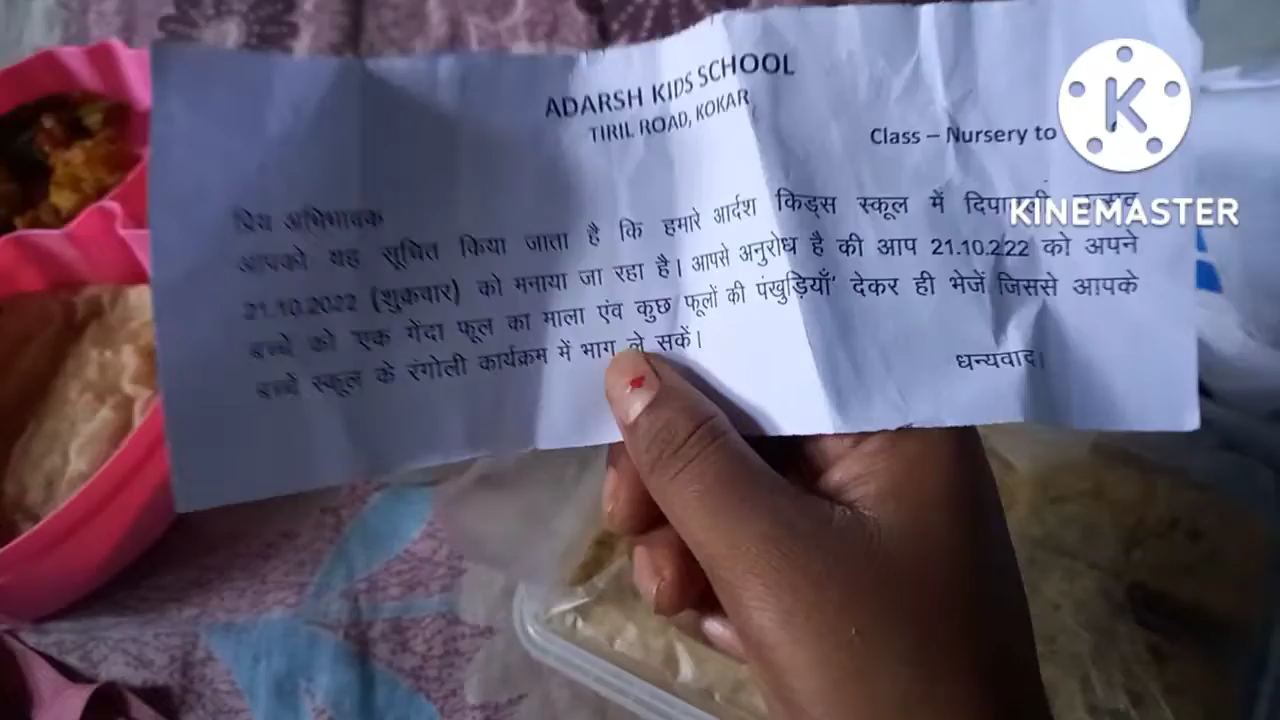 ADARSH KIDS SCHOOL
TIRIL ROAD, KOKAR
Class – Nursery to
K
KINEMASTER
प्रिय अभिभावक
आपको यह सूचित किया जाता है कि हमारे आर्दश किड्स स्कूल में
21.10.2022 (शुक्रवार) को मनाया जा रहा है। आपसे अनुरोध है की आप 21.10.222 को अपने
बच्चे को 'एक गेंदा फूल का माला एंव कुछ फूलों की पंखुड़ियाँ' देकर ही भेजें जिससे आपके
बच्चें स्कूल के रंगोली कार्यक्रम में भाग ले सकें।
धन्यवाद।